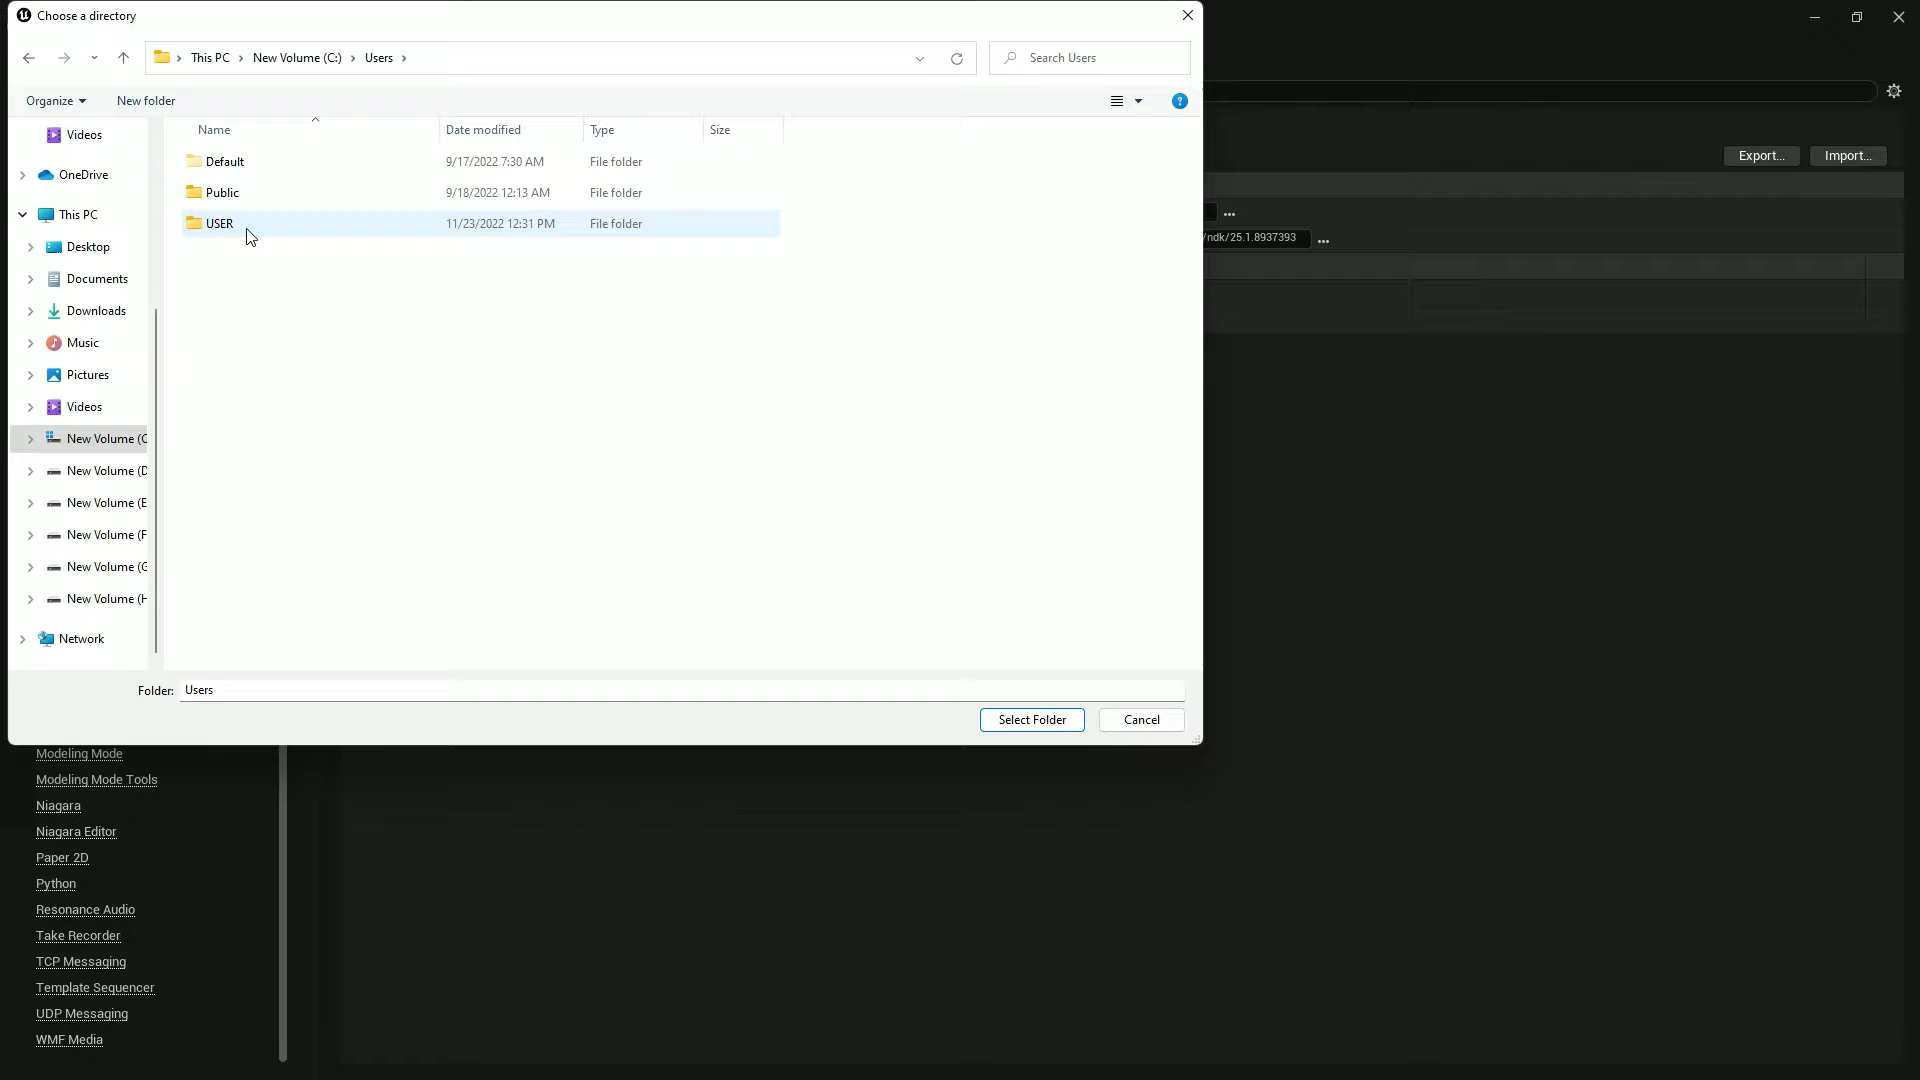 Choose a directory
This PC > New Volume (C:) > Users >
Search Users
Organize
New folder
?
Name
Date modified
Type
Size
Videos
OneDrive
This PC
Desktop
Documents
Downloads
Music
Pictures
Videos
New Volume (C
New Volume (D
New Volume (E
New Volume (F
New Volume (G
New Volume (H
Network
Default 9/17/2022 7:30 AM File folder
Public 9/18/2022 12:13 AM File folder
USER 11/23/2022 12:31 PM File folder
Folder: Users
Select Folder
Cancel
Export...
Import...
...
/ndk/25.1.8937393 ...
Modeling Mode
Modeling Mode Tools
Niagara
Niagara Editor
Paper 2D
Python
Resonance Audio
Take Recorder
TCP Messaging
Template Sequencer
UDP Messaging
WMF Media